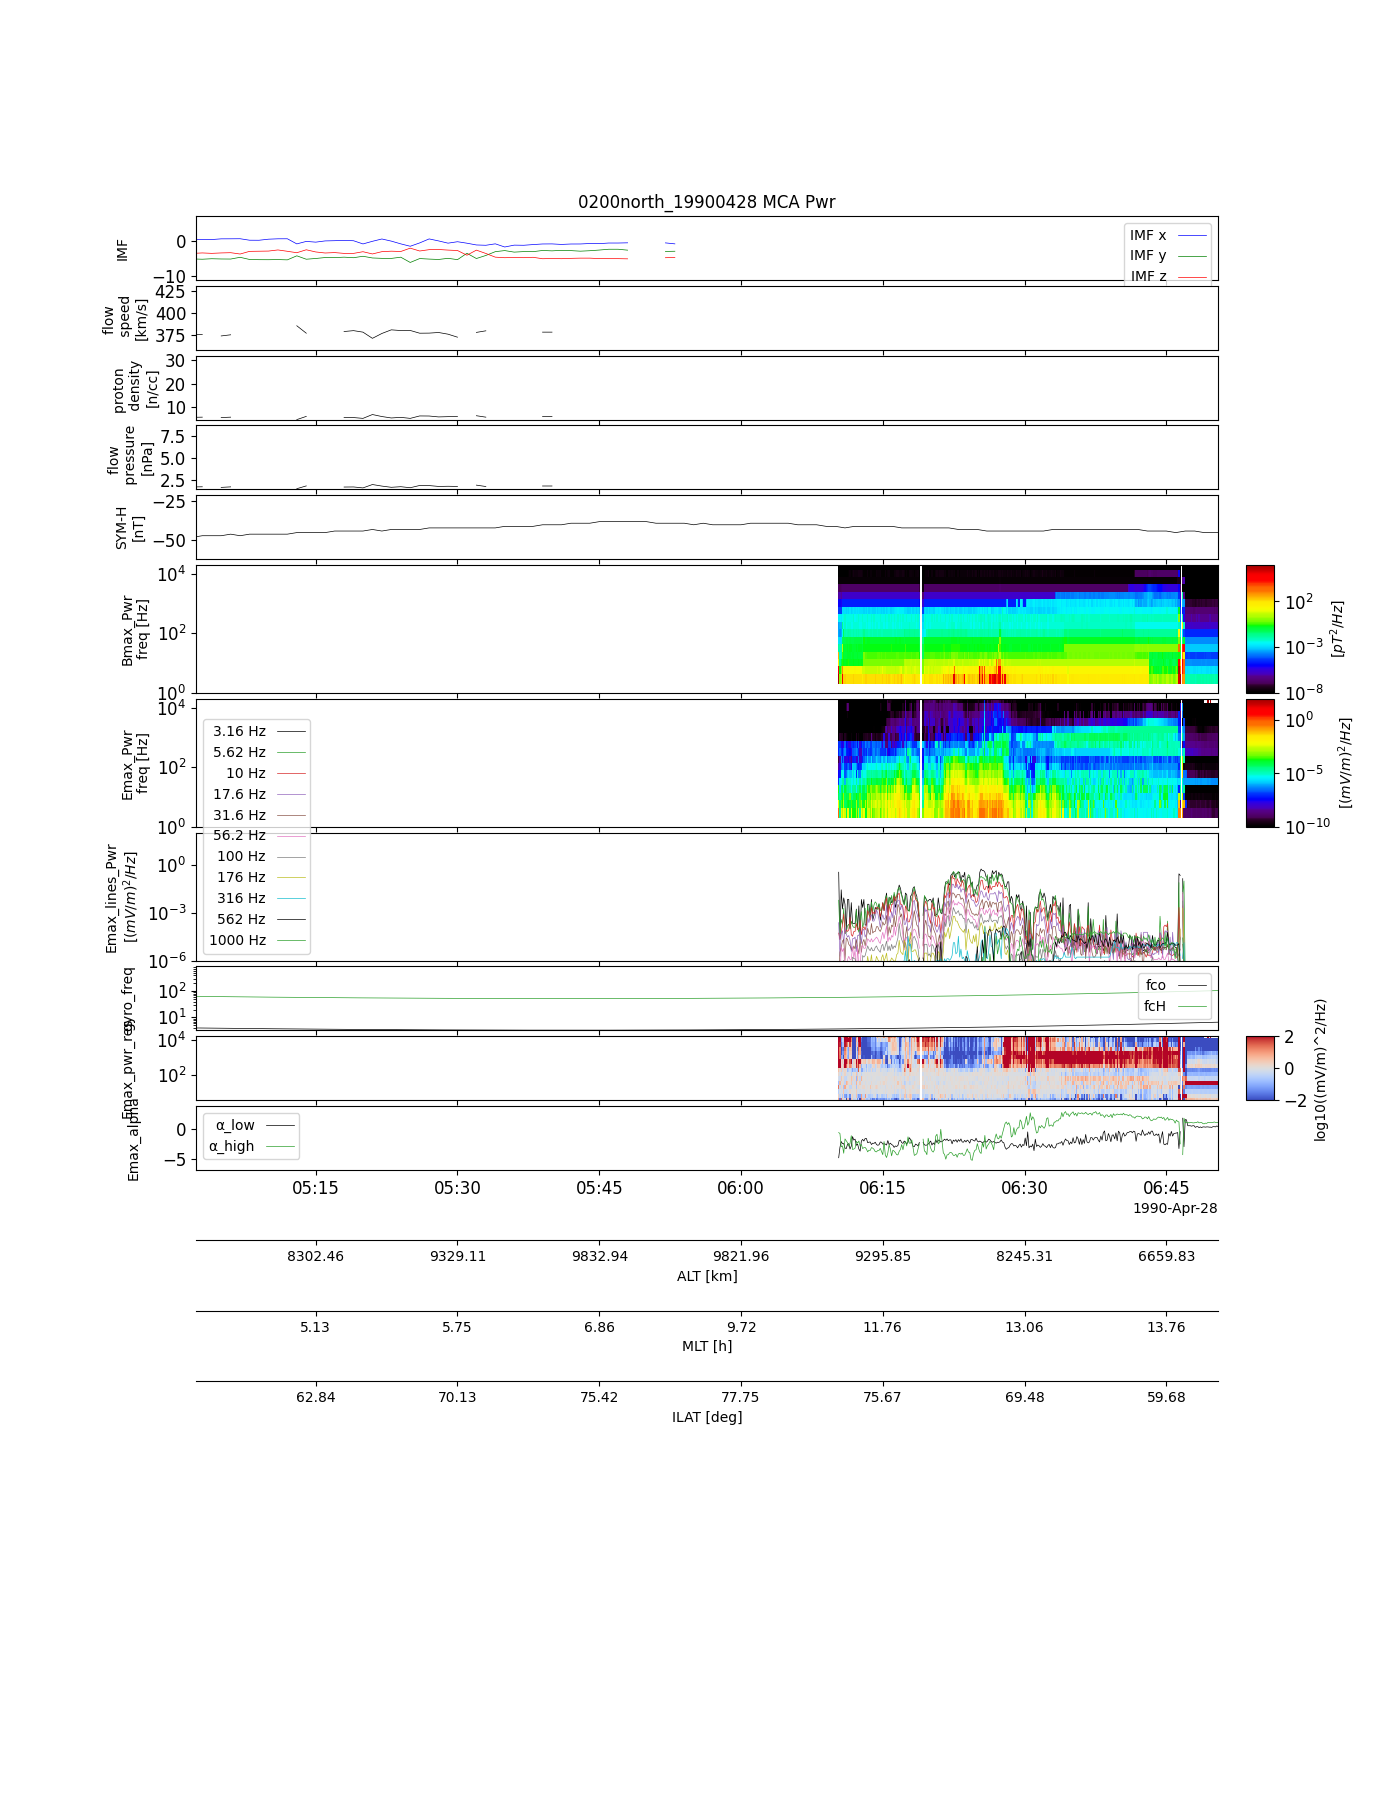 0200north_19900428 MCA Pwr
IMF
0
−10
IMF x
IMF y
IMF z
flow
speed
[km/s]
425
400
375
proton
density
[n/cc]
30
20
10
flow
pressure
[nPa]
7.5
5.0
2.5
SYM-H
[nT]
−25
−50
Bmax_Pwr
freq [Hz]
10^4
10^2
10^0
10^2
10^−3
10^−8
[pT^2/Hz]
Emax_Pwr
freq [Hz]
10^4
10^2
10^0
10^0
10^−5
10^−10
[(mV/m)^2/Hz]
3.16 Hz
5.62 Hz
10 Hz
17.6 Hz
31.6 Hz
56.2 Hz
100 Hz
176 Hz
316 Hz
562 Hz
1000 Hz
Emax_lines_Pwr
[(mV/m)^2/Hz]
10^0
10^−3
10^−6
gyro_freq
10^2
10^1
fco
fcH
Emax_pwr_reg
10^4
10^2
2
0
−2
log10((mV/m)^2/Hz)
Emax_alpha
0
−5
α_low
α_high
05:15 05:30 05:45 06:00 06:15 06:30 06:45
1990-Apr-28
8302.46 9329.11 9832.94 9821.96 9295.85 8245.31 6659.83
ALT [km]
5.13 5.75 6.86 9.72 11.76 13.06 13.76
MLT [h]
62.84 70.13 75.42 77.75 75.67 69.48 59.68
ILAT [deg]